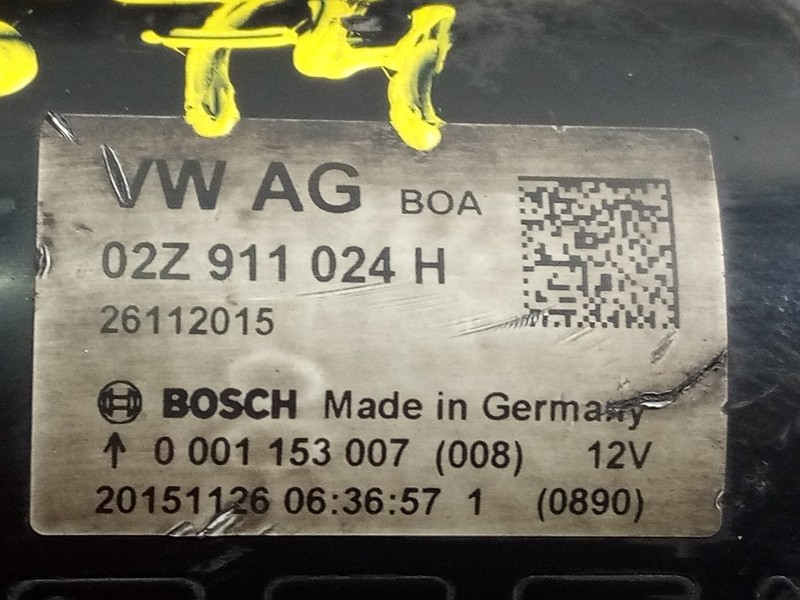 74
VW AG BOA
02Z 911 024 H
26112015
BOSCH Made in Germany
↑ 0 001 153 007 (008) 12V
20151126 06:36:57 1 (0890)